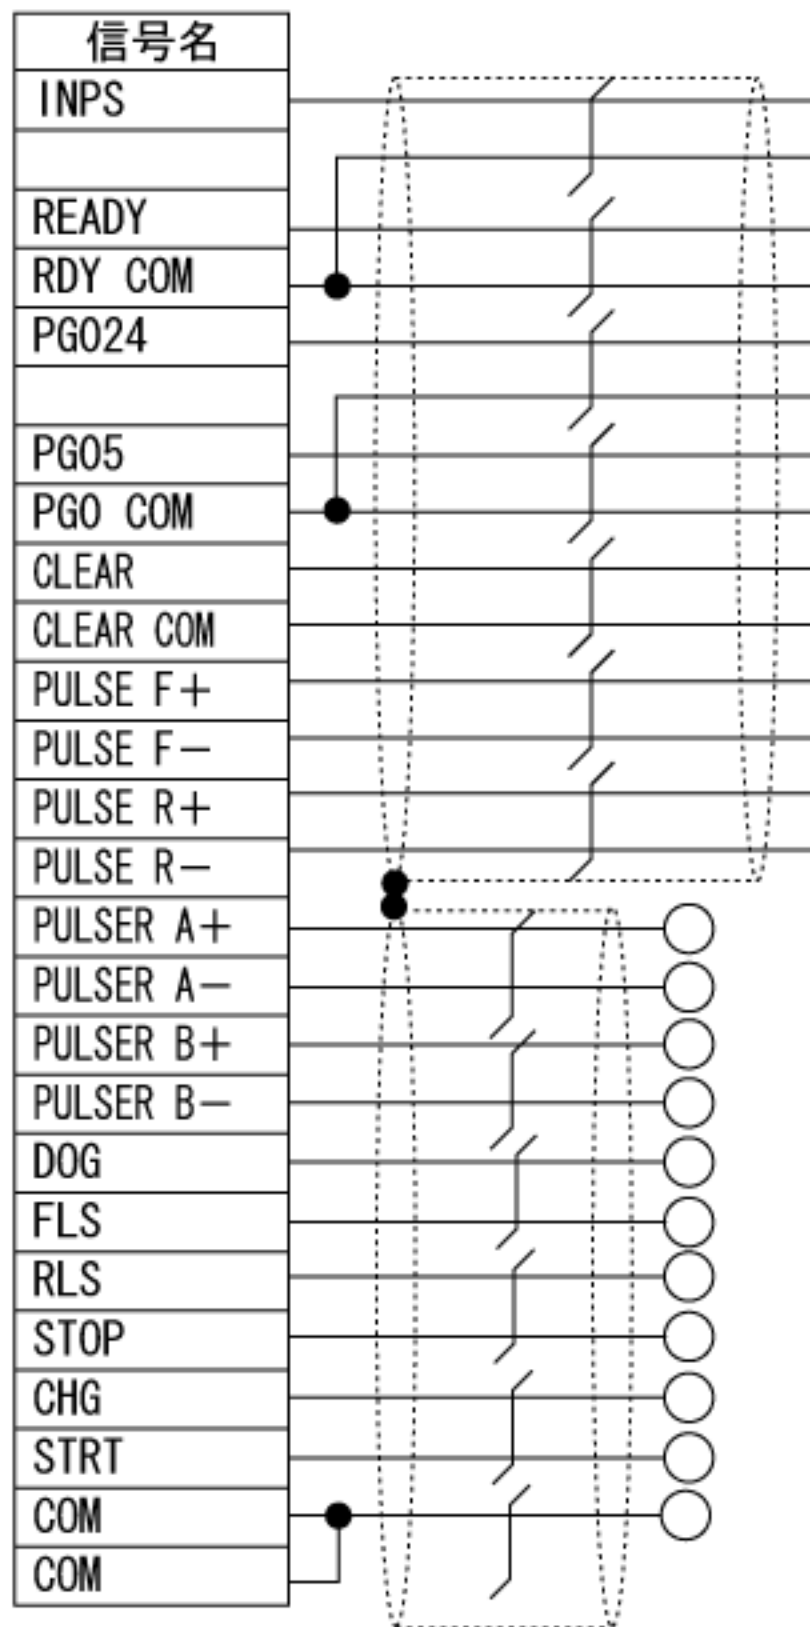 信号名
INPS
READY
RDY COM
PGO24
PGO5
PGO COM
CLEAR
CLEAR COM
PULSE F+
PULSE F−
PULSE R+
PULSE R−
PULSER A+
PULSER A−
PULSER B+
PULSER B−
DOG
FLS
RLS
STOP
CHG
STRT
COM
COM